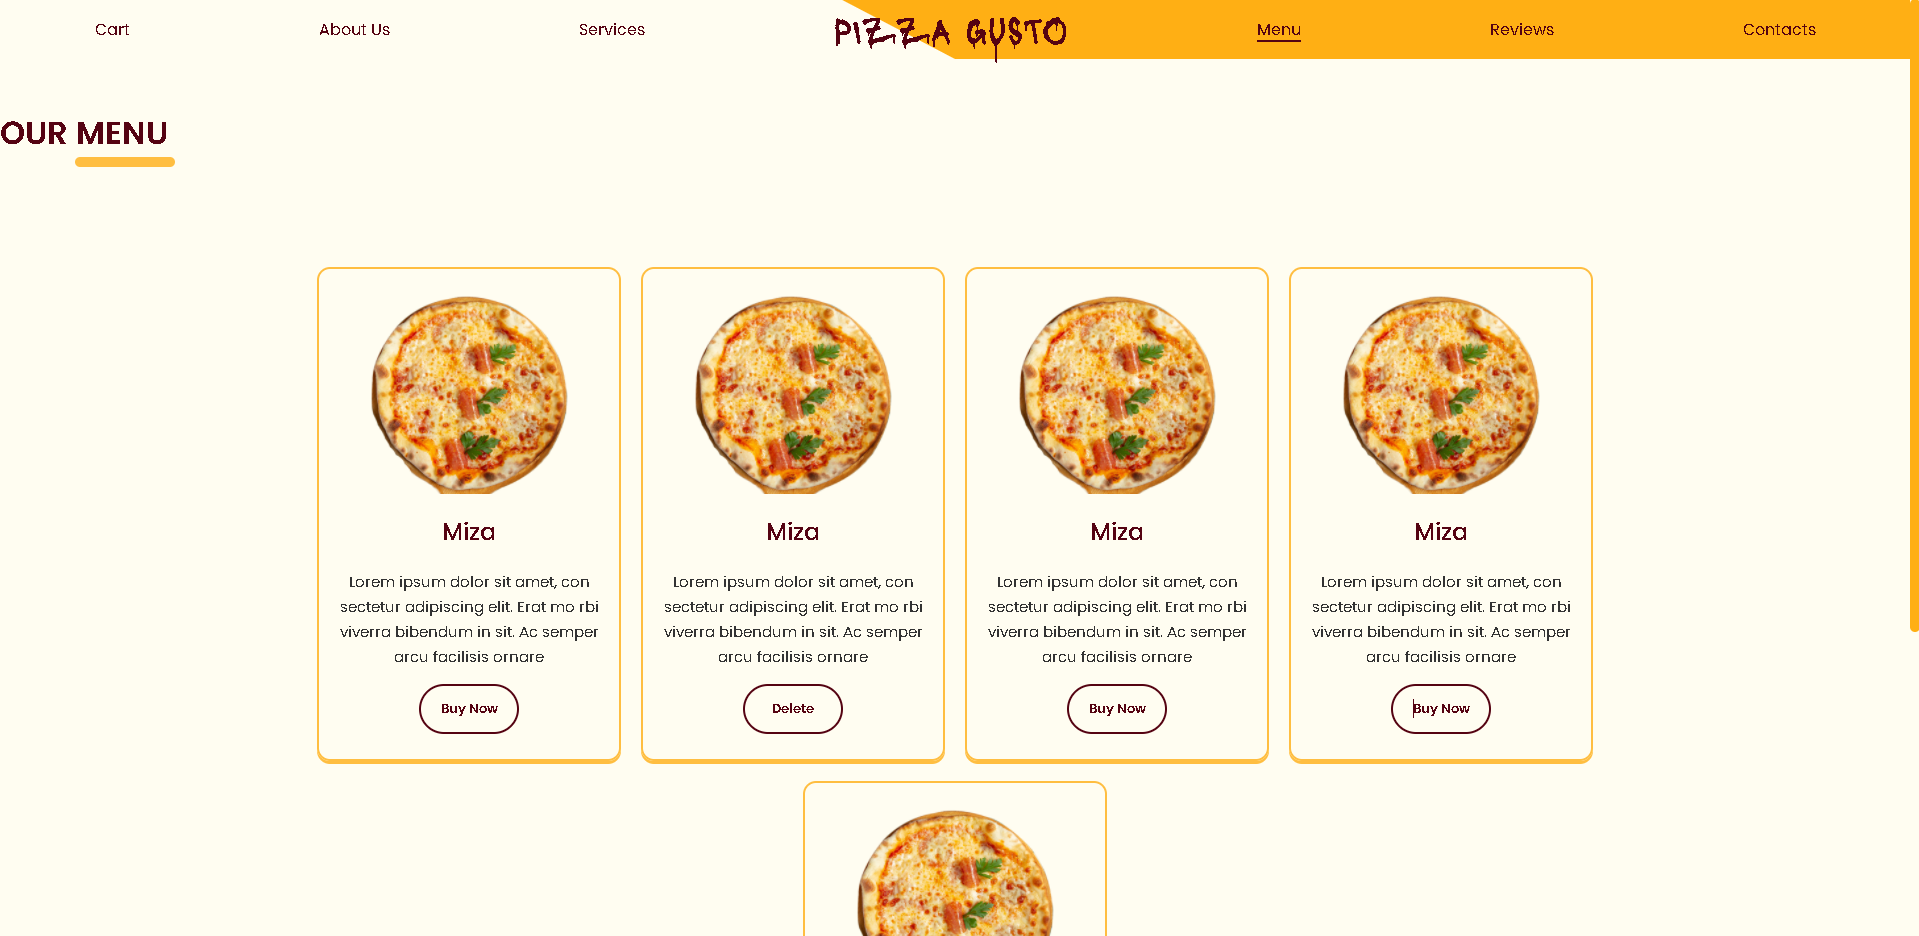 Cart
About Us
Services
PIZZA GUSTO
Menu
Reviews
Contacts
OUR MENU
Miza
Lorem ipsum dolor sit amet, con
sectetur adipiscing elit. Erat mo rbi
viverra bibendum in sit. Ac semper
arcu facilisis ornare
Buy Now
Miza
Lorem ipsum dolor sit amet, con
sectetur adipiscing elit. Erat mo rbi
viverra bibendum in sit. Ac semper
arcu facilisis ornare
Delete
Miza
Lorem ipsum dolor sit amet, con
sectetur adipiscing elit. Erat mo rbi
viverra bibendum in sit. Ac semper
arcu facilisis ornare
Buy Now
Miza
Lorem ipsum dolor sit amet, con
sectetur adipiscing elit. Erat mo rbi
viverra bibendum in sit. Ac semper
arcu facilisis ornare
Buy Now